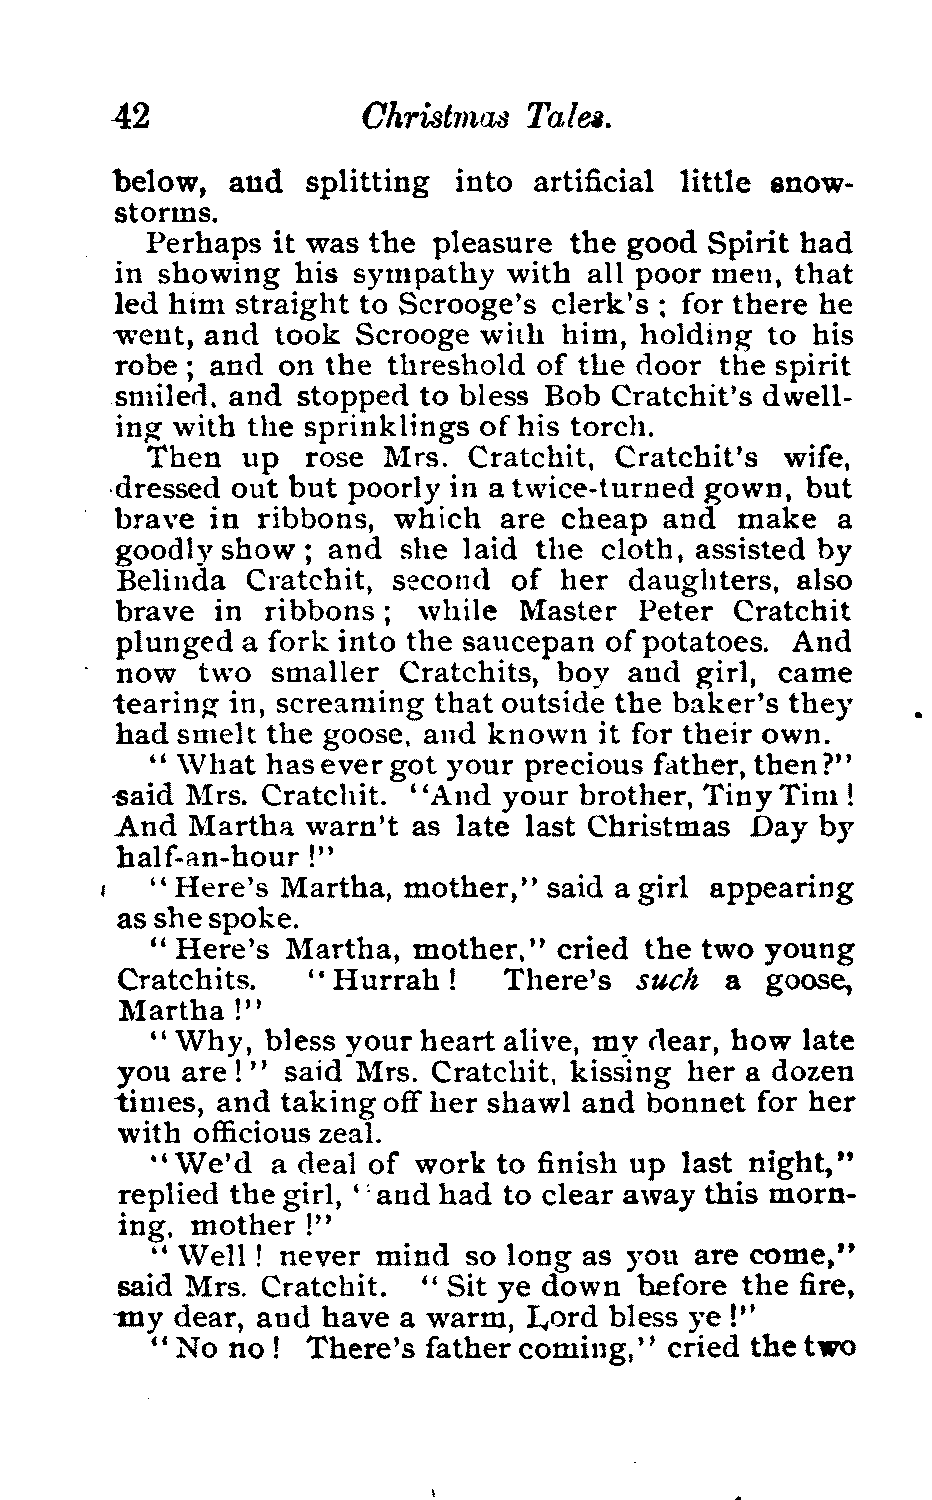 42 Christmas Tales.
below, and splitting into artificial little snow-
storms.
Perhaps it was the pleasure the good Spirit had
in showing his sympathy with all poor men, that
led him straight to Scrooge's clerk's ; for there he
went, and took Scrooge with him, holding to his
robe ; and on the threshold of the door the spirit
smiled, and stopped to bless Bob Cratchit's dwell-
ing with the sprinklings of his torch.
Then up rose Mrs. Cratchit, Cratchit's wife,
dressed out but poorly in a twice-turned gown, but
brave in ribbons, which are cheap and make a
goodly show ; and she laid the cloth, assisted by
Belinda Cratchit, second of her daughters, also
brave in ribbons ; while Master Peter Cratchit
plunged a fork into the saucepan of potatoes. And
now two smaller Cratchits, boy and girl, came
tearing in, screaming that outside the baker's they
had smelt the goose, and known it for their own.
" What has ever got your precious father, then?"
said Mrs. Cratchit. "And your brother, Tiny Tim !
And Martha warn't as late last Christmas Day by
half-an-hour !"
" Here's Martha, mother," said a girl appearing
as she spoke.
" Here's Martha, mother," cried the two young
Cratchits. " Hurrah ! There's such a goose,
Martha !"
" Why, bless your heart alive, my dear, how late
you are ! " said Mrs. Cratchit, kissing her a dozen
times, and taking off her shawl and bonnet for her
with officious zeal.
"We'd a deal of work to finish up last night,"
replied the girl, "and had to clear away this morn-
ing, mother !"
" Well ! never mind so long as you are come,"
said Mrs. Cratchit. " Sit ye down before the fire,
my dear, and have a warm, Lord bless ye !"
" No no ! There's father coming," cried the two